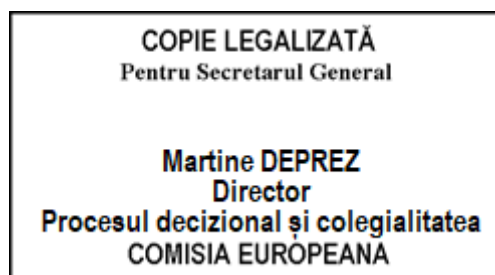 COPIE LEGALIZATĂ
Pentru Secretarul General
Martine DEPREZ
Director
Procesul decizional și colegialitatea
COMISIA EUROPEANA